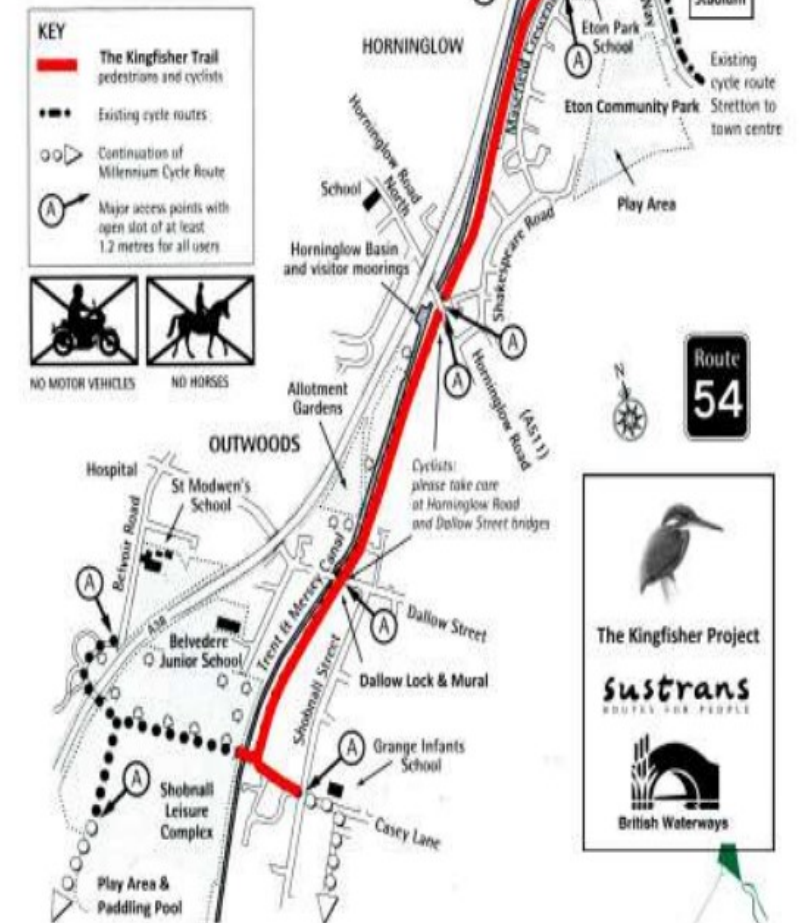 KEY
The Kingfisher Trail
pedestrians and cyclists
Existing cycle routes
Continuation of
Millennium Cycle Route
A
Major access points with
open slot of at least
1.2 metres for all users
NO MOTOR VEHICLES
NO HORSES
HORNINGLOW
Eton Park
School
A
Masefield Crescent
Stadium
Existing
cycle route
Stretton to
town centre
Eton Community Park
Play Area
Horninglow Road
North
School
Horninglow Basin
and visitor moorings
Shakespeare Road
A
A
Horninglow Road
(A511)
N
Route
54
Allotment
Gardens
OUTWOODS
Cyclists:
please take care
at Horninglow Road
and Dallow Street bridges
Hospital
St Modwen's
School
Belvoir Road
A
A38
Belvedere
Junior School
Trent & Mersey Canal
A
Dallow Street
Dallow Lock & Mural
Shobnall Street
A
Grange Infants
School
Casey Lane
A
Shobnall
Leisure
Complex
Play Area &
Paddling Pool
The Kingfisher Project
sustrans
ROUTES FOR PEOPLE
British Waterways